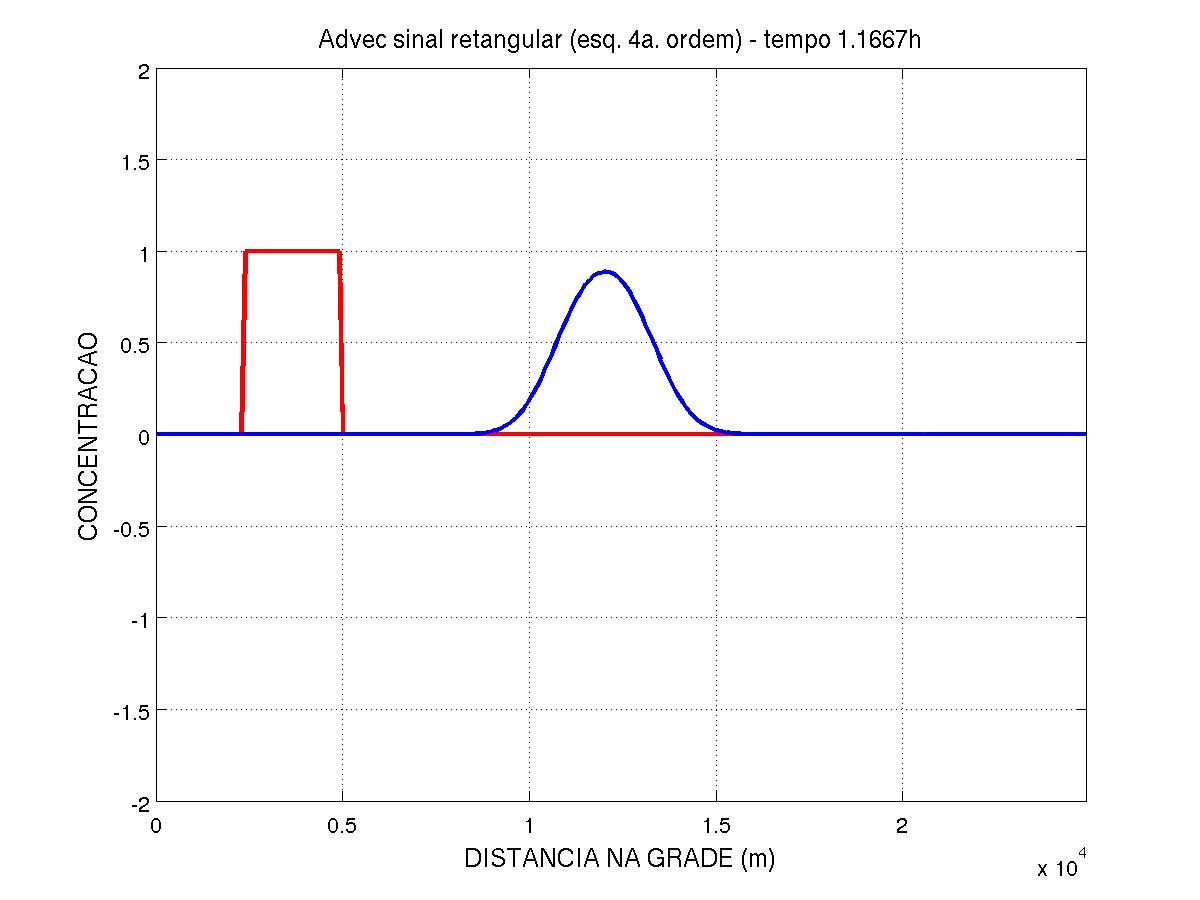 Advec sinal retangular (esq. 4a. ordem) - tempo 1.1667h
2
1.5
1
0.5
0
-0.5
-1
-1.5
-2
CONCENTRACAO
0 0.5 1 1.5 2
DISTANCIA NA GRADE (m)
x 10^4